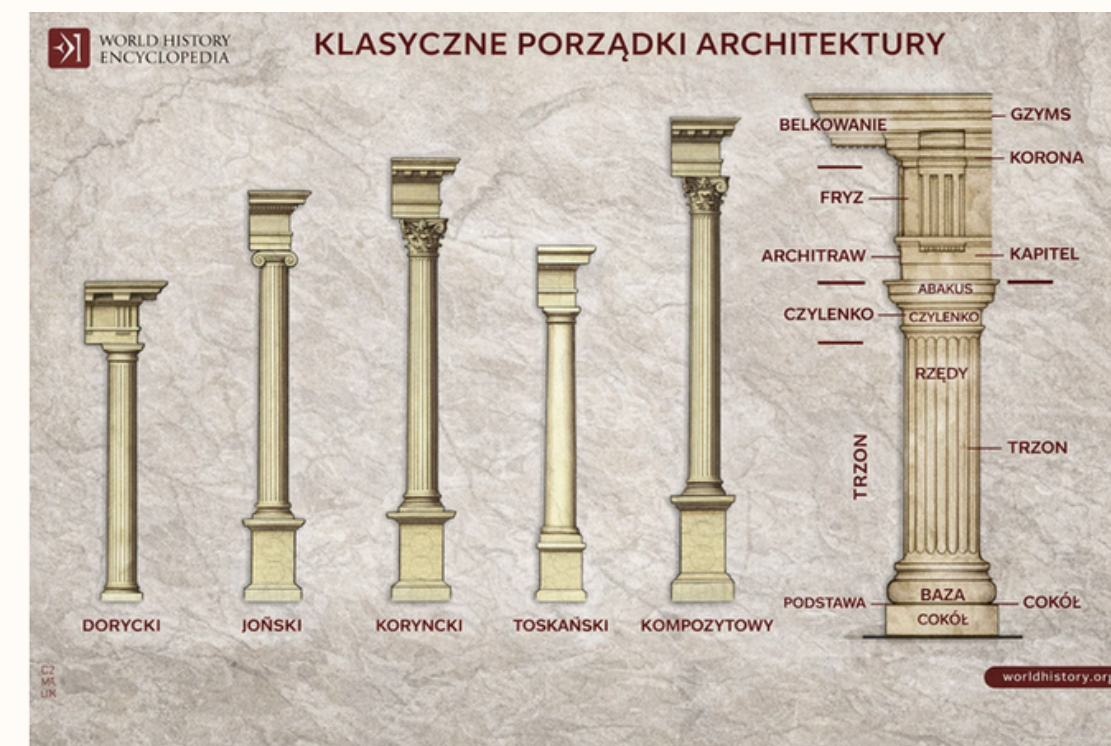 WORLD HISTORY
ENCYCLOPEDIA
KLASYCZNE PORZĄDKI ARCHITEKTURY
BELKOWANIE
GZYMS
KORONA
FRYZ
ARCHITRAW
KAPITEL
ABAKUS
CZYLENKO
CZYLENKO
RZĘDY
TRZON
TRZON
PODSTAWA
BAZA
COKÓŁ
COKÓŁ
DORYCKI
JOŃSKI
KORYNCKI
TOSKAŃSKI
KOMPOZYTOWY
worldhistory.org